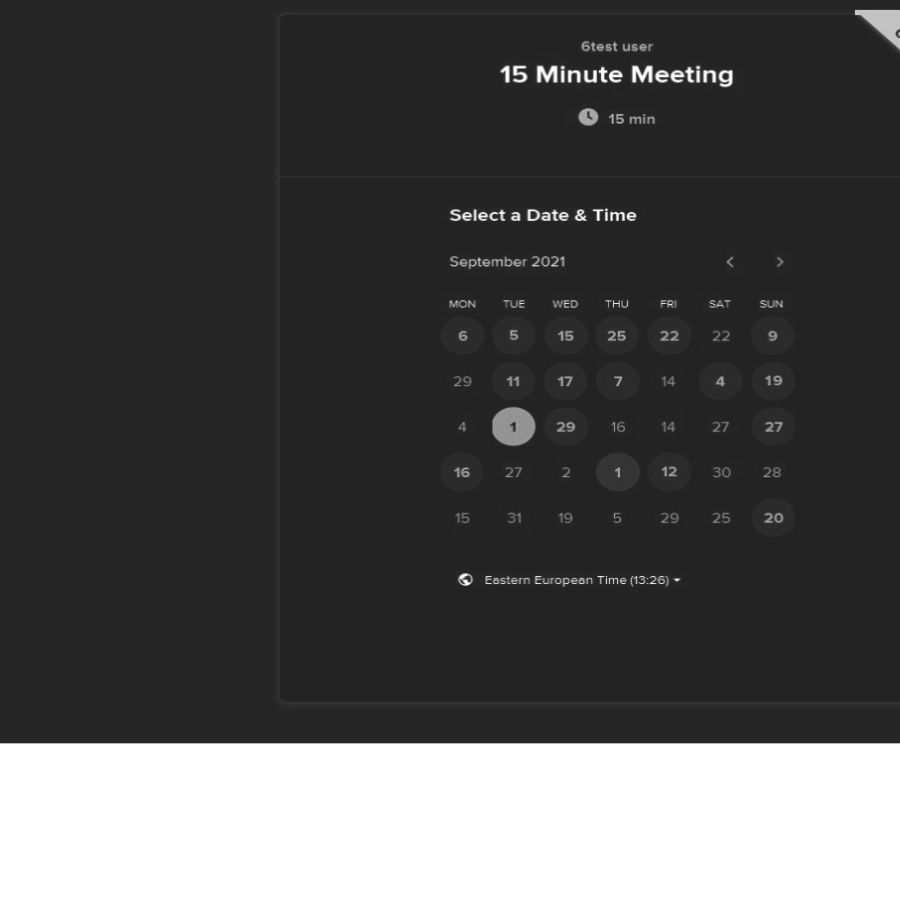 6test user
15 Minute Meeting
15 min
Select a Date & Time
September 2021
MON TUE WED THU FRI SAT SUN
6 5 15 25 22 22 9
29 11 17 7 14 4 19
4 1 29 16 14 27 27
16 27 2 1 12 30 28
15 31 19 5 29 25 20
Eastern European Time (13:26)